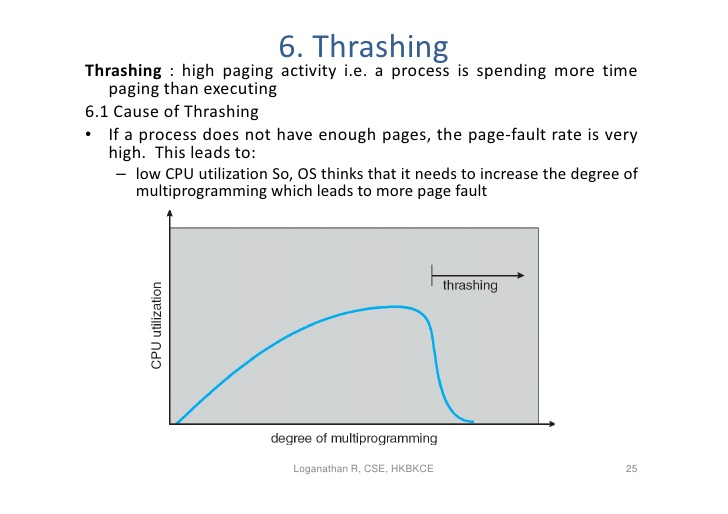 6. Thrashing
Thrashing : high paging activity i.e. a process is spending more time
paging than executing
6.1 Cause of Thrashing
• If a process does not have enough pages, the page-fault rate is very
high. This leads to:
– low CPU utilization So, OS thinks that it needs to increase the degree of
multiprogramming which leads to more page fault
thrashing
CPU utilization
degree of multiprogramming
Loganathan R, CSE, HKBKCE
25